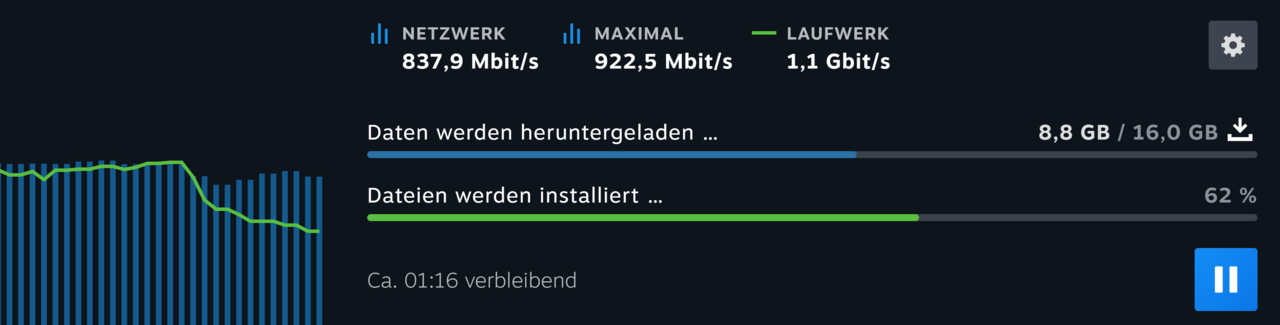 NETZWERK MAXIMAL LAUFWERK
837,9 Mbit/s 922,5 Mbit/s 1,1 Gbit/s
Daten werden heruntergeladen ... 8,8 GB / 16,0 GB
Dateien werden installiert ... 62 %
Ca. 01:16 verbleibend